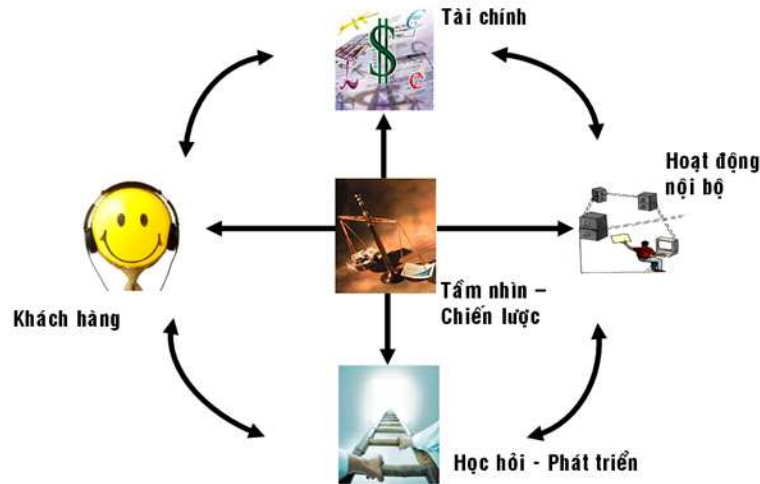 Tài chính
Hoạt động
nội bộ
Khách hàng
Tầm nhìn –
Chiến lược
Học hỏi - Phát triển